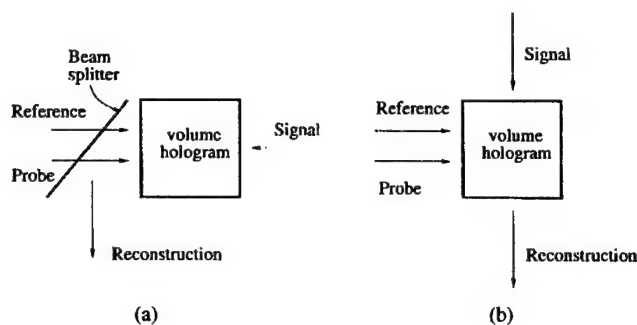 Beam
splitter
Reference
volume
hologram
Signal
Probe
Reconstruction
(a)
Signal
Reference
volume
hologram
Probe
Reconstruction
(b)